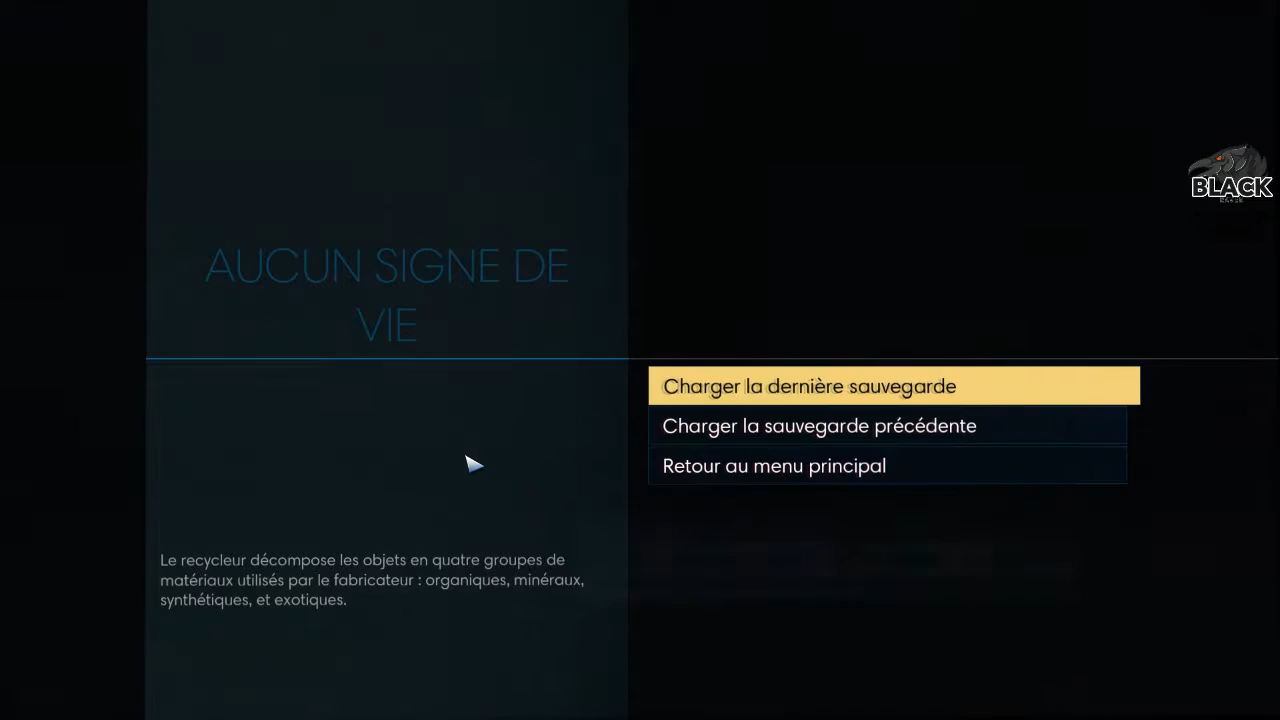 BLACK
AUCUN SIGNE DE
VIE
Charger la dernière sauvegarde
Charger la sauvegarde précédente
Retour au menu principal
Le recycleur décompose les objets en quatre groupes de
matériaux utilisés par le fabricateur : organiques, minéraux,
synthétiques, et exotiques.